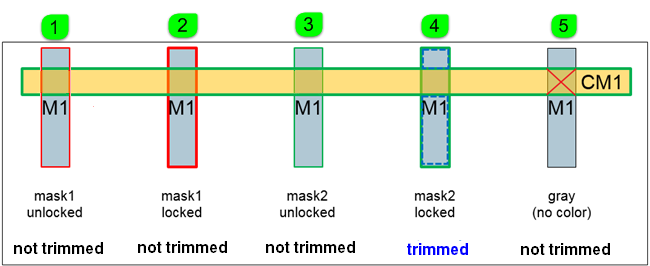 1 2 3 4 5
CM1
M1 M1 M1 M1 M1
mask1 mask1 mask2 mask2 gray
unlocked locked unlocked locked (no color)
not trimmed not trimmed not trimmed trimmed not trimmed